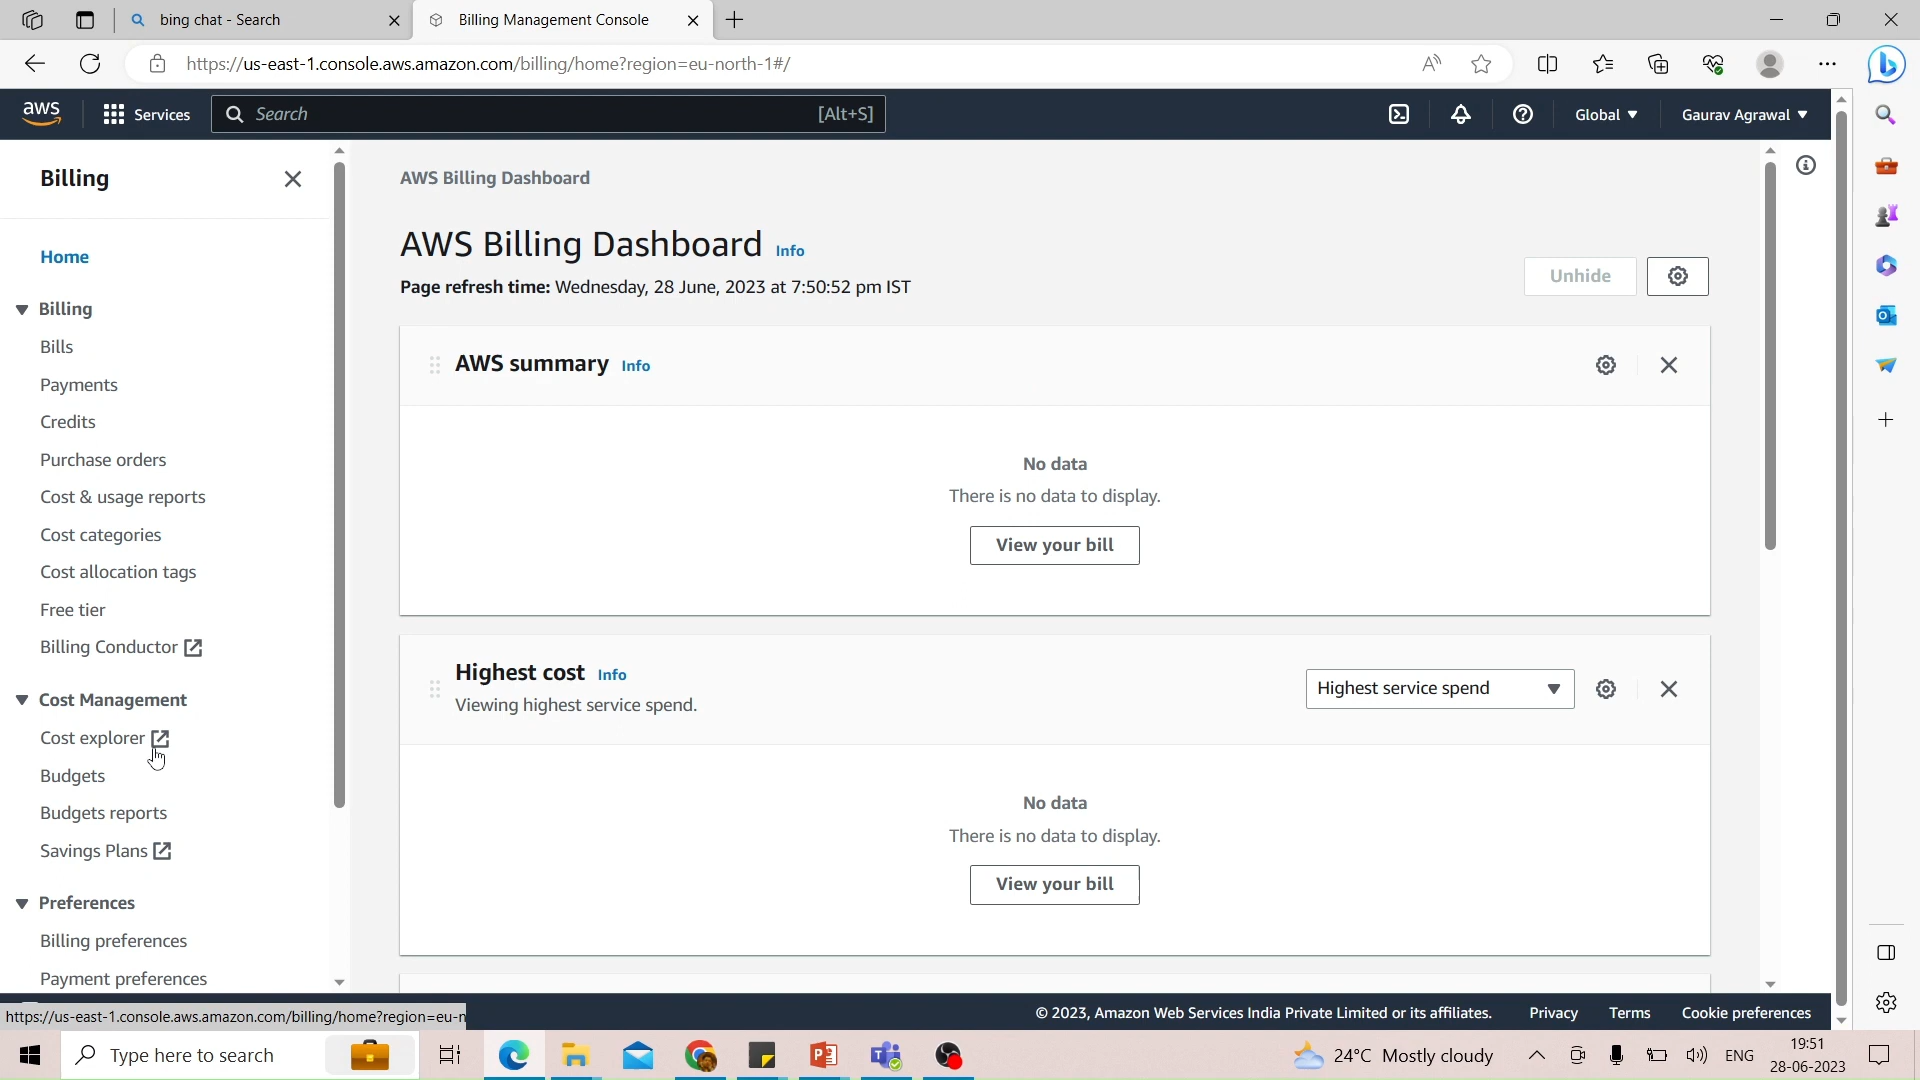 bing chat - Search
Billing Management Console
https://us-east-1.console.aws.amazon.com/billing/home?region=eu-north-1#/
aws
Services
Search
[Alt+S]
Global
Gaurav Agrawal
Billing
Home
Billing
Bills
Payments
Credits
Purchase orders
Cost & usage reports
Cost categories
Cost allocation tags
Free tier
Billing Conductor
Cost Management
Cost explorer
Budgets
Budgets reports
Savings Plans
Preferences
Billing preferences
Payment preferences
AWS Billing Dashboard
AWS Billing Dashboard Info
Page refresh time: Wednesday, 28 June, 2023 at 7:50:52 pm IST
Unhide
AWS summary Info
No data
There is no data to display.
View your bill
Highest cost Info
Viewing highest service spend.
Highest service spend
No data
There is no data to display.
View your bill
https://us-east-1.console.aws.amazon.com/billing/home?region=eu-n
© 2023, Amazon Web Services India Private Limited or its affiliates.
Privacy
Terms
Cookie preferences
Type here to search
24°C Mostly cloudy
ENG
19:51
28-06-2023